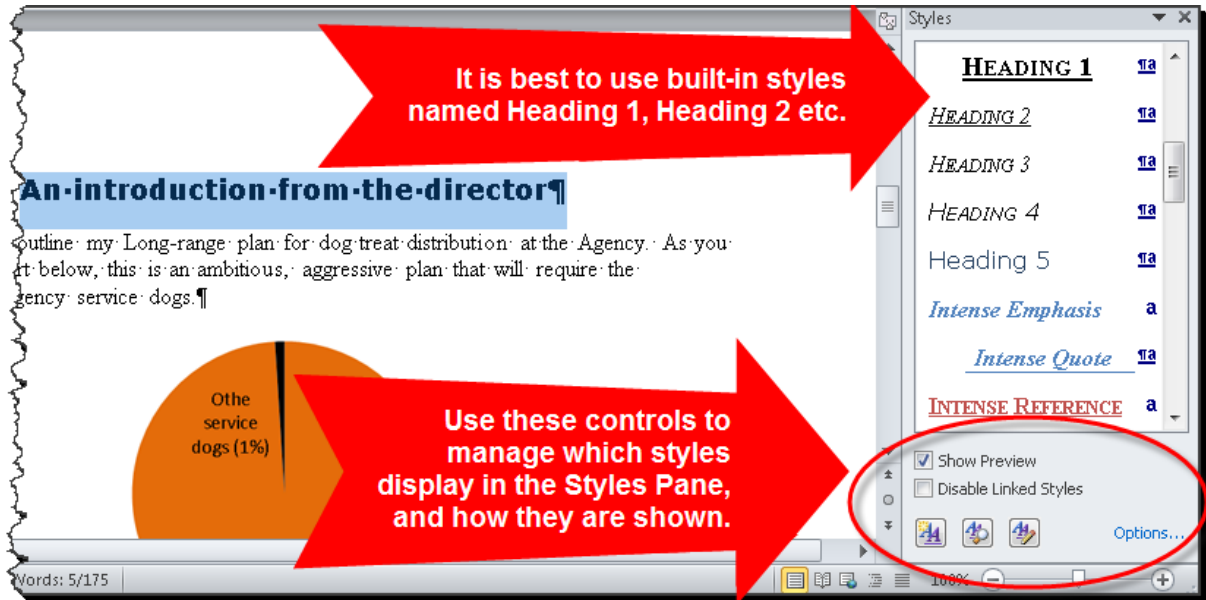 Styles
It is best to use built-in styles
named Heading 1, Heading 2 etc.
HEADING 1 ¶a
HEADING 2 ¶a
HEADING 3 ¶a
HEADING 4 ¶a
Heading 5 ¶a
Intense Emphasis a
Intense Quote ¶a
INTENSE REFERENCE a
An·introduction·from·the·director¶
outline· my· Long-range· plan· for· dog·treat·distribution· at·the· Agency.· As·you·
below,·this· is·an·ambitious,· aggressive· plan·that·will· require· the·
service· dogs.¶
Othe
service
dogs (1%)
Use these controls to
manage which styles
display in the Styles Pane,
and how they are shown.
Show Preview
Disable Linked Styles
Options...
Words: 5/175
100%